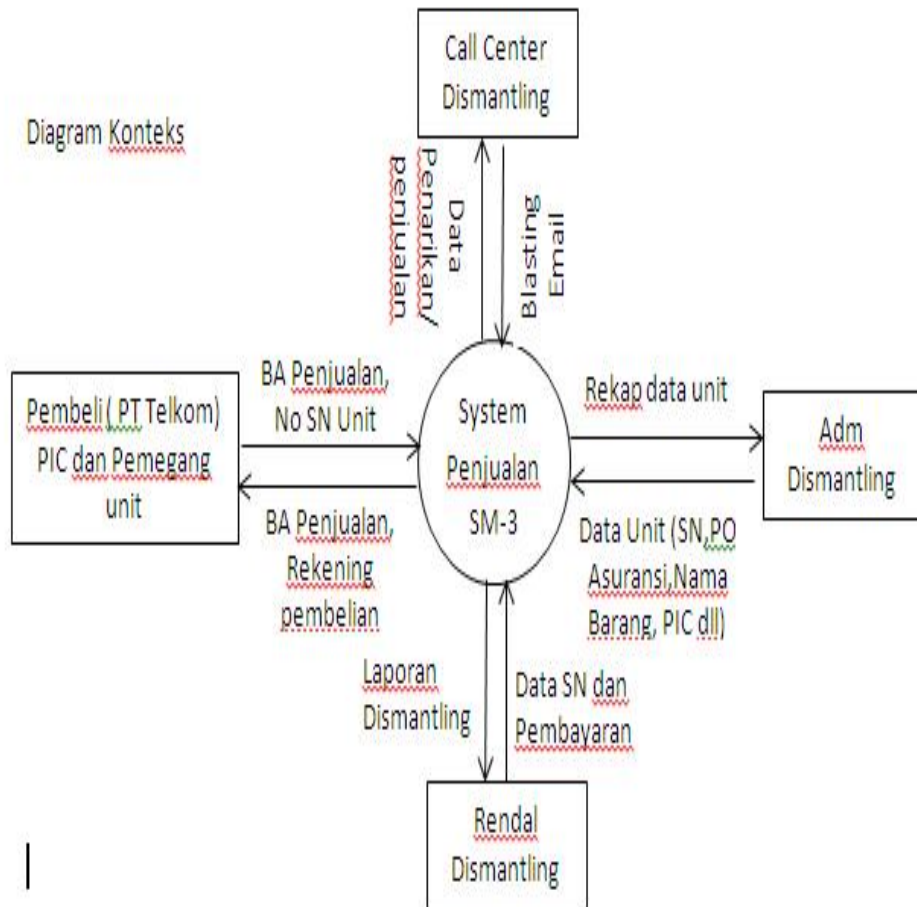 Call Center
Dismantling
Diagram Konteks
Data
Penarikan/
penjualan
Blasting
Email
Pembeli ( PT Telkom)
PIC dan Pemegang
unit
BA Penjualan,
No SN Unit
BA Penjualan,
Rekening
pembelian
System
Penjualan
SM-3
Rekap data unit
Data Unit (SN,PO
Asuransi,Nama
Barang, PIC dll)
Adm
Dismantling
Laporan
Dismantling
Data SN dan
Pembayaran
Rendal
Dismantling